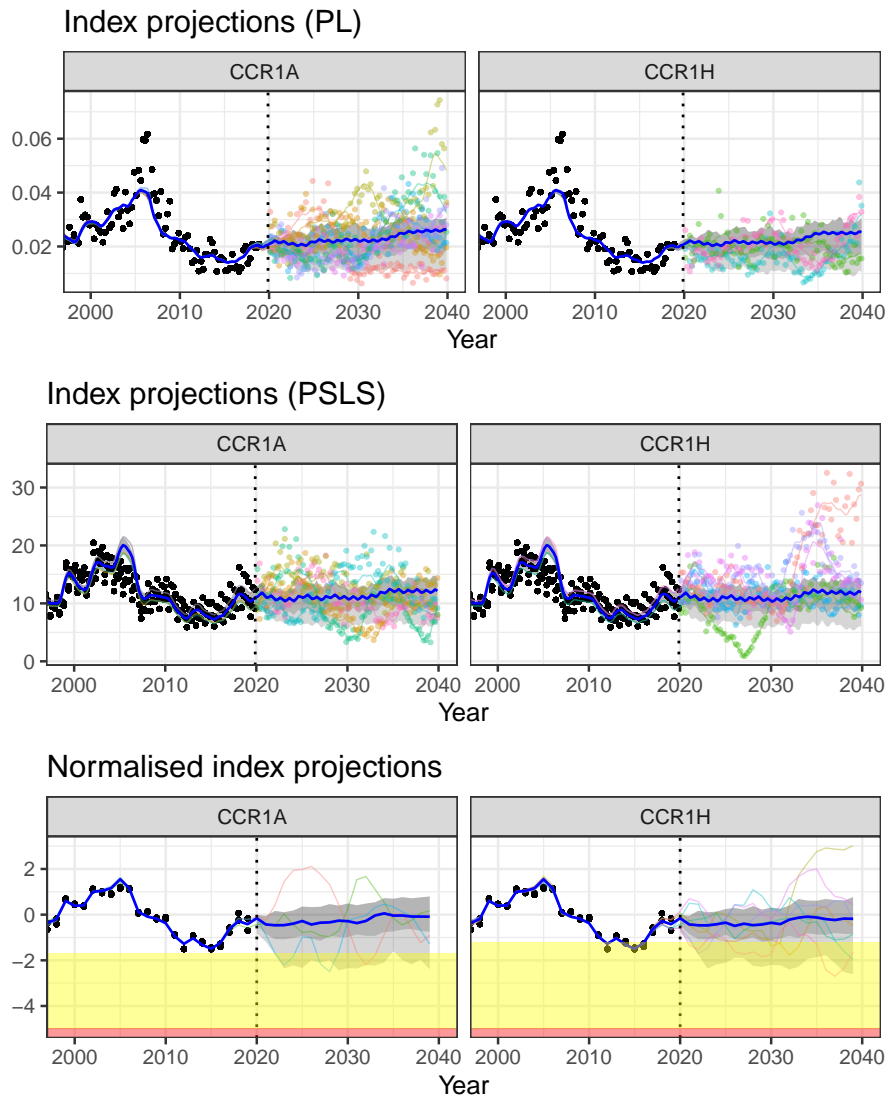 Index projections (PL)
CCR1A CCR1H
0.06
0.04
0.02
2000 2010 2020 2030 2040 2000 2010 2020 2030 2040
Year
Index projections (PSLS)
CCR1A CCR1H
30
20
10
0
2000 2010 2020 2030 2040 2000 2010 2020 2030 2040
Year
Normalised index projections
CCR1A CCR1H
2
0
−2
−4
2000 2010 2020 2030 2040 2000 2010 2020 2030 2040
Year